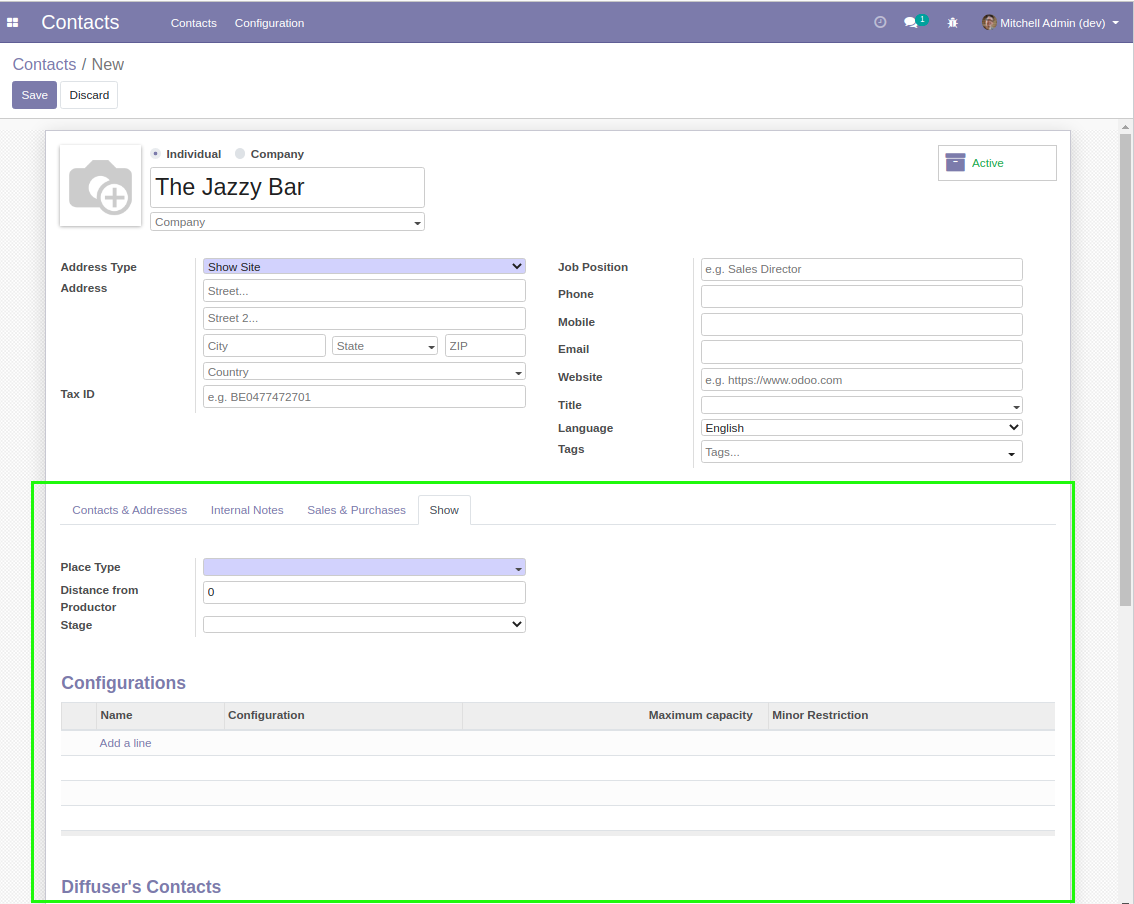 Contacts Contacts Configuration 1 Mitchell Admin (dev)
Contacts / New
Save Discard
Individual Company
Active
The Jazzy Bar
Company
Address Type Show Site
Address Street...
Street 2...
City State ZIP
Country
Tax ID e.g. BE0477472701
Job Position e.g. Sales Director
Phone
Mobile
Email
Website e.g. https://www.odoo.com
Title
Language English
Tags Tags...
Contacts & Addresses Internal Notes Sales & Purchases Show
Place Type
Distance from 0
Productor
Stage
Configurations
Name Configuration Maximum capacity Minor Restriction
Add a line
Diffuser's Contacts